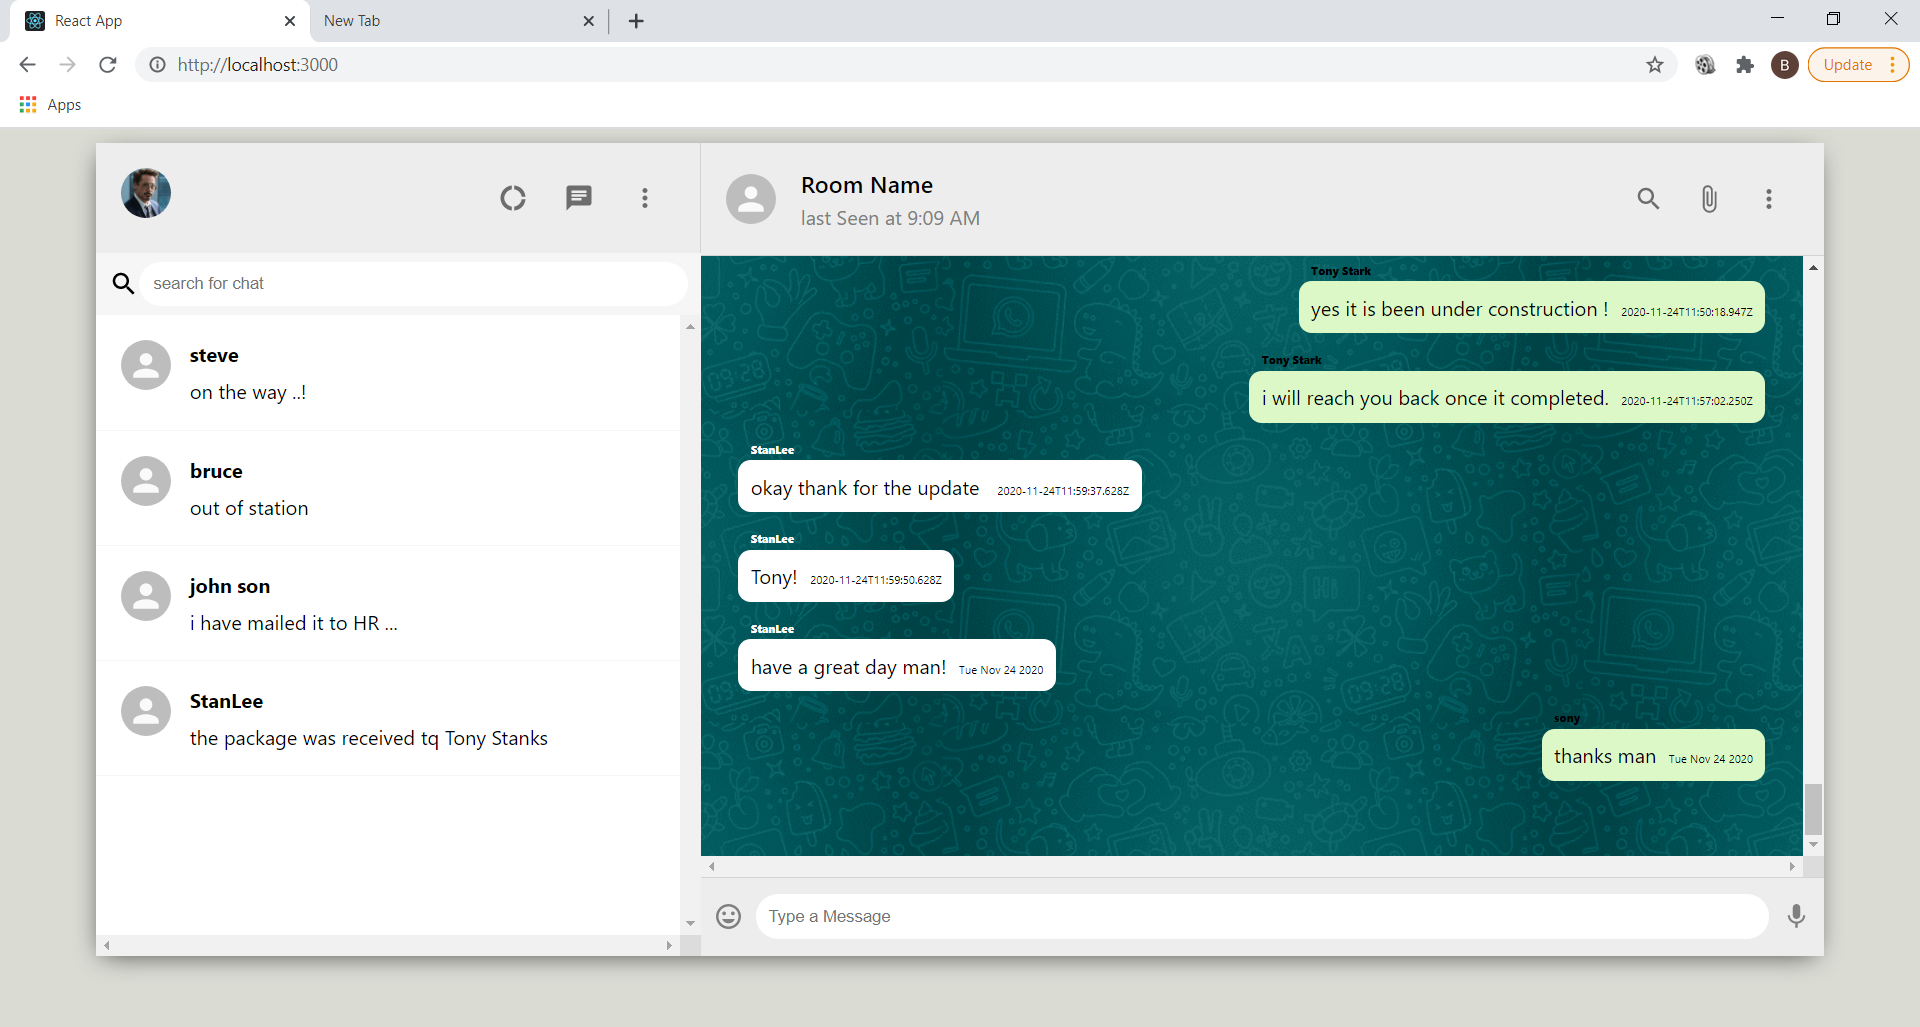 React App
New Tab
http://localhost:3000
B
Update
Apps
Room Name
last Seen at 9:09 AM
search for chat
steve
on the way ..!
bruce
out of station
john son
i have mailed it to HR ...
StanLee
the package was received tq Tony Stanks
Tony Stark
yes it is been under construction ! 2020-11-24T11:50:18.947Z
Tony Stark
i will reach you back once it completed. 2020-11-24T11:57:02.250Z
StanLee
okay thank for the update 2020-11-24T11:59:37.628Z
StanLee
Tony! 2020-11-24T11:59:50.628Z
StanLee
have a great day man! Tue Nov 24 2020
sony
thanks man Tue Nov 24 2020
Type a Message